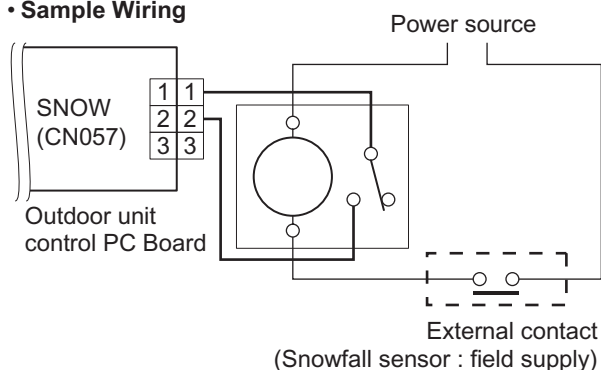 • Sample Wiring
Power source
SNOW
(CN057)
1 1
2 2
3 3
Outdoor unit
control PC Board
External contact
(Snowfall sensor : field supply)